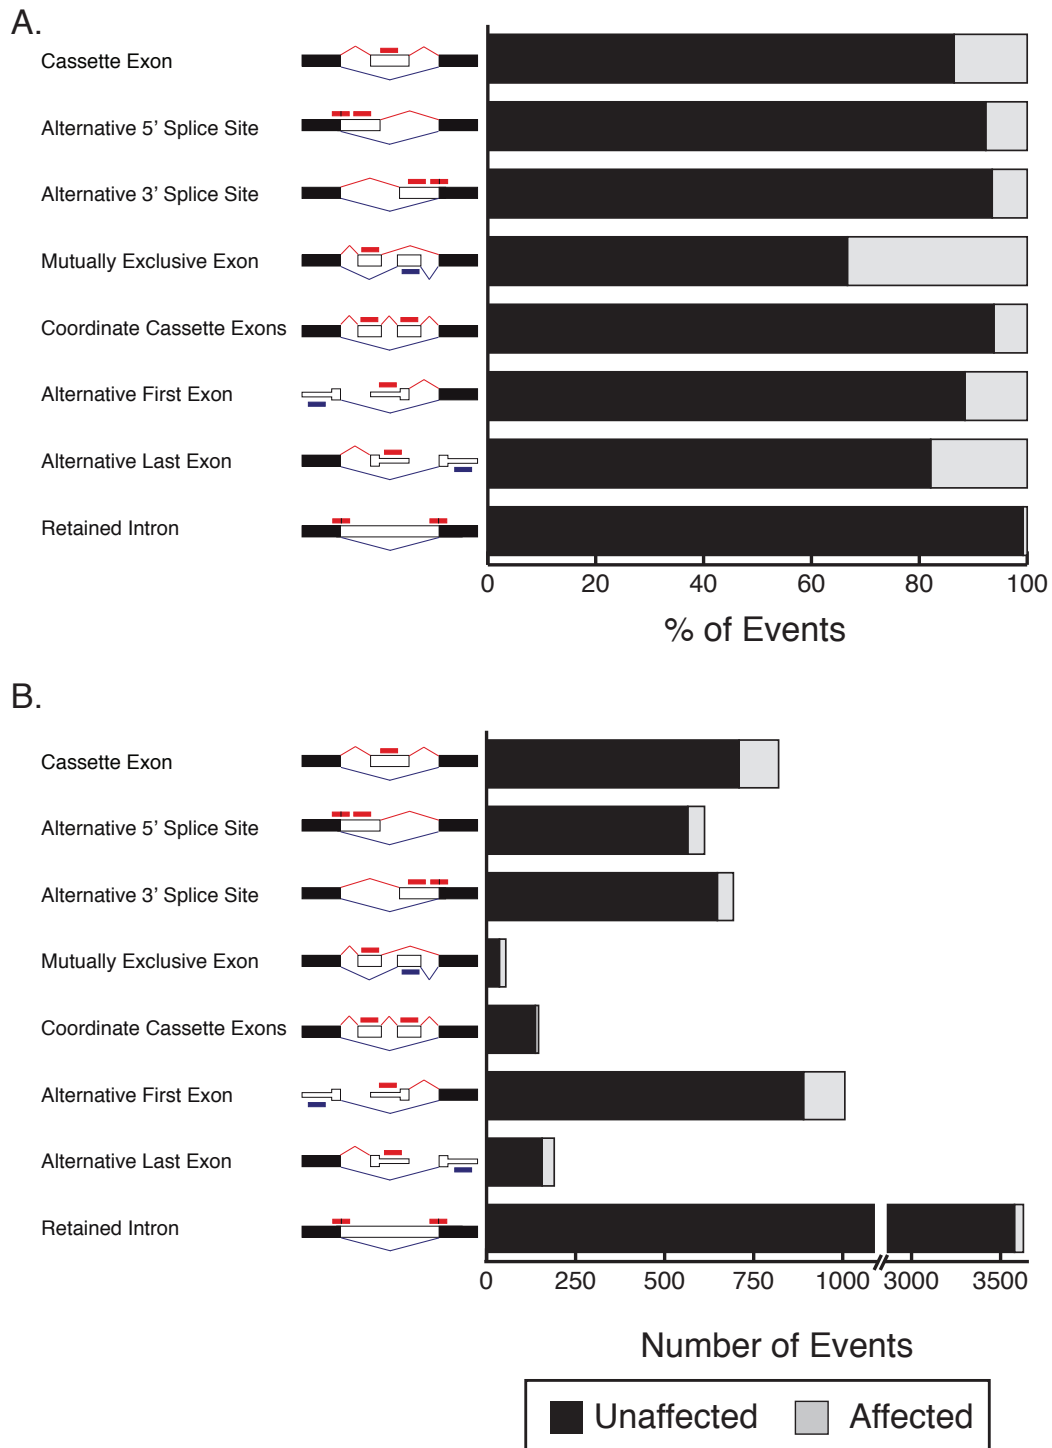 A.
Cassette Exon
Alternative 5' Splice Site
Alternative 3' Splice Site
Mutually Exclusive Exon
Coordinate Cassette Exons
Alternative First Exon
Alternative Last Exon
Retained Intron
0 20 40 60 80 100
% of Events
B.
Cassette Exon
Alternative 5' Splice Site
Alternative 3' Splice Site
Mutually Exclusive Exon
Coordinate Cassette Exons
Alternative First Exon
Alternative Last Exon
Retained Intron
0 250 500 750 1000 3000 3500
Number of Events
Unaffected Affected